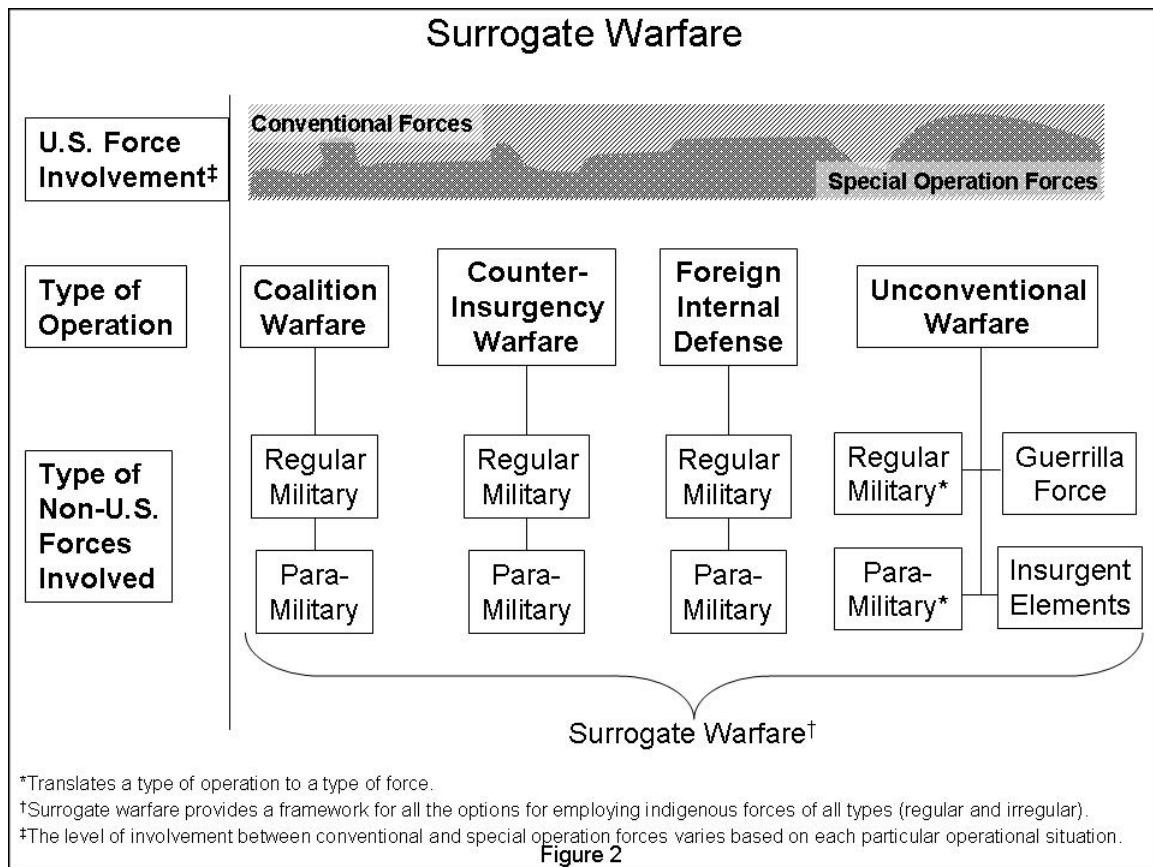 Surrogate Warfare
U.S. Force
Involvement‡
Conventional Forces
Special Operation Forces
Type of
Operation
Coalition
Warfare
Counter-
Insurgency
Warfare
Foreign
Internal
Defense
Unconventional
Warfare
Type of
Non-U.S.
Forces
Involved
Regular
Military
Regular
Military
Regular
Military
Regular
Military*
Guerrilla
Force
Para-
Military
Para-
Military
Para-
Military
Para-
Military*
Insurgent
Elements
Surrogate Warfare†
*Translates a type of operation to a type of force.
†Surrogate warfare provides a framework for all the options for employing indigenous forces of all types (regular and irregular).
‡The level of involvement between conventional and special operation forces varies based on each particular operational situation.
Figure 2